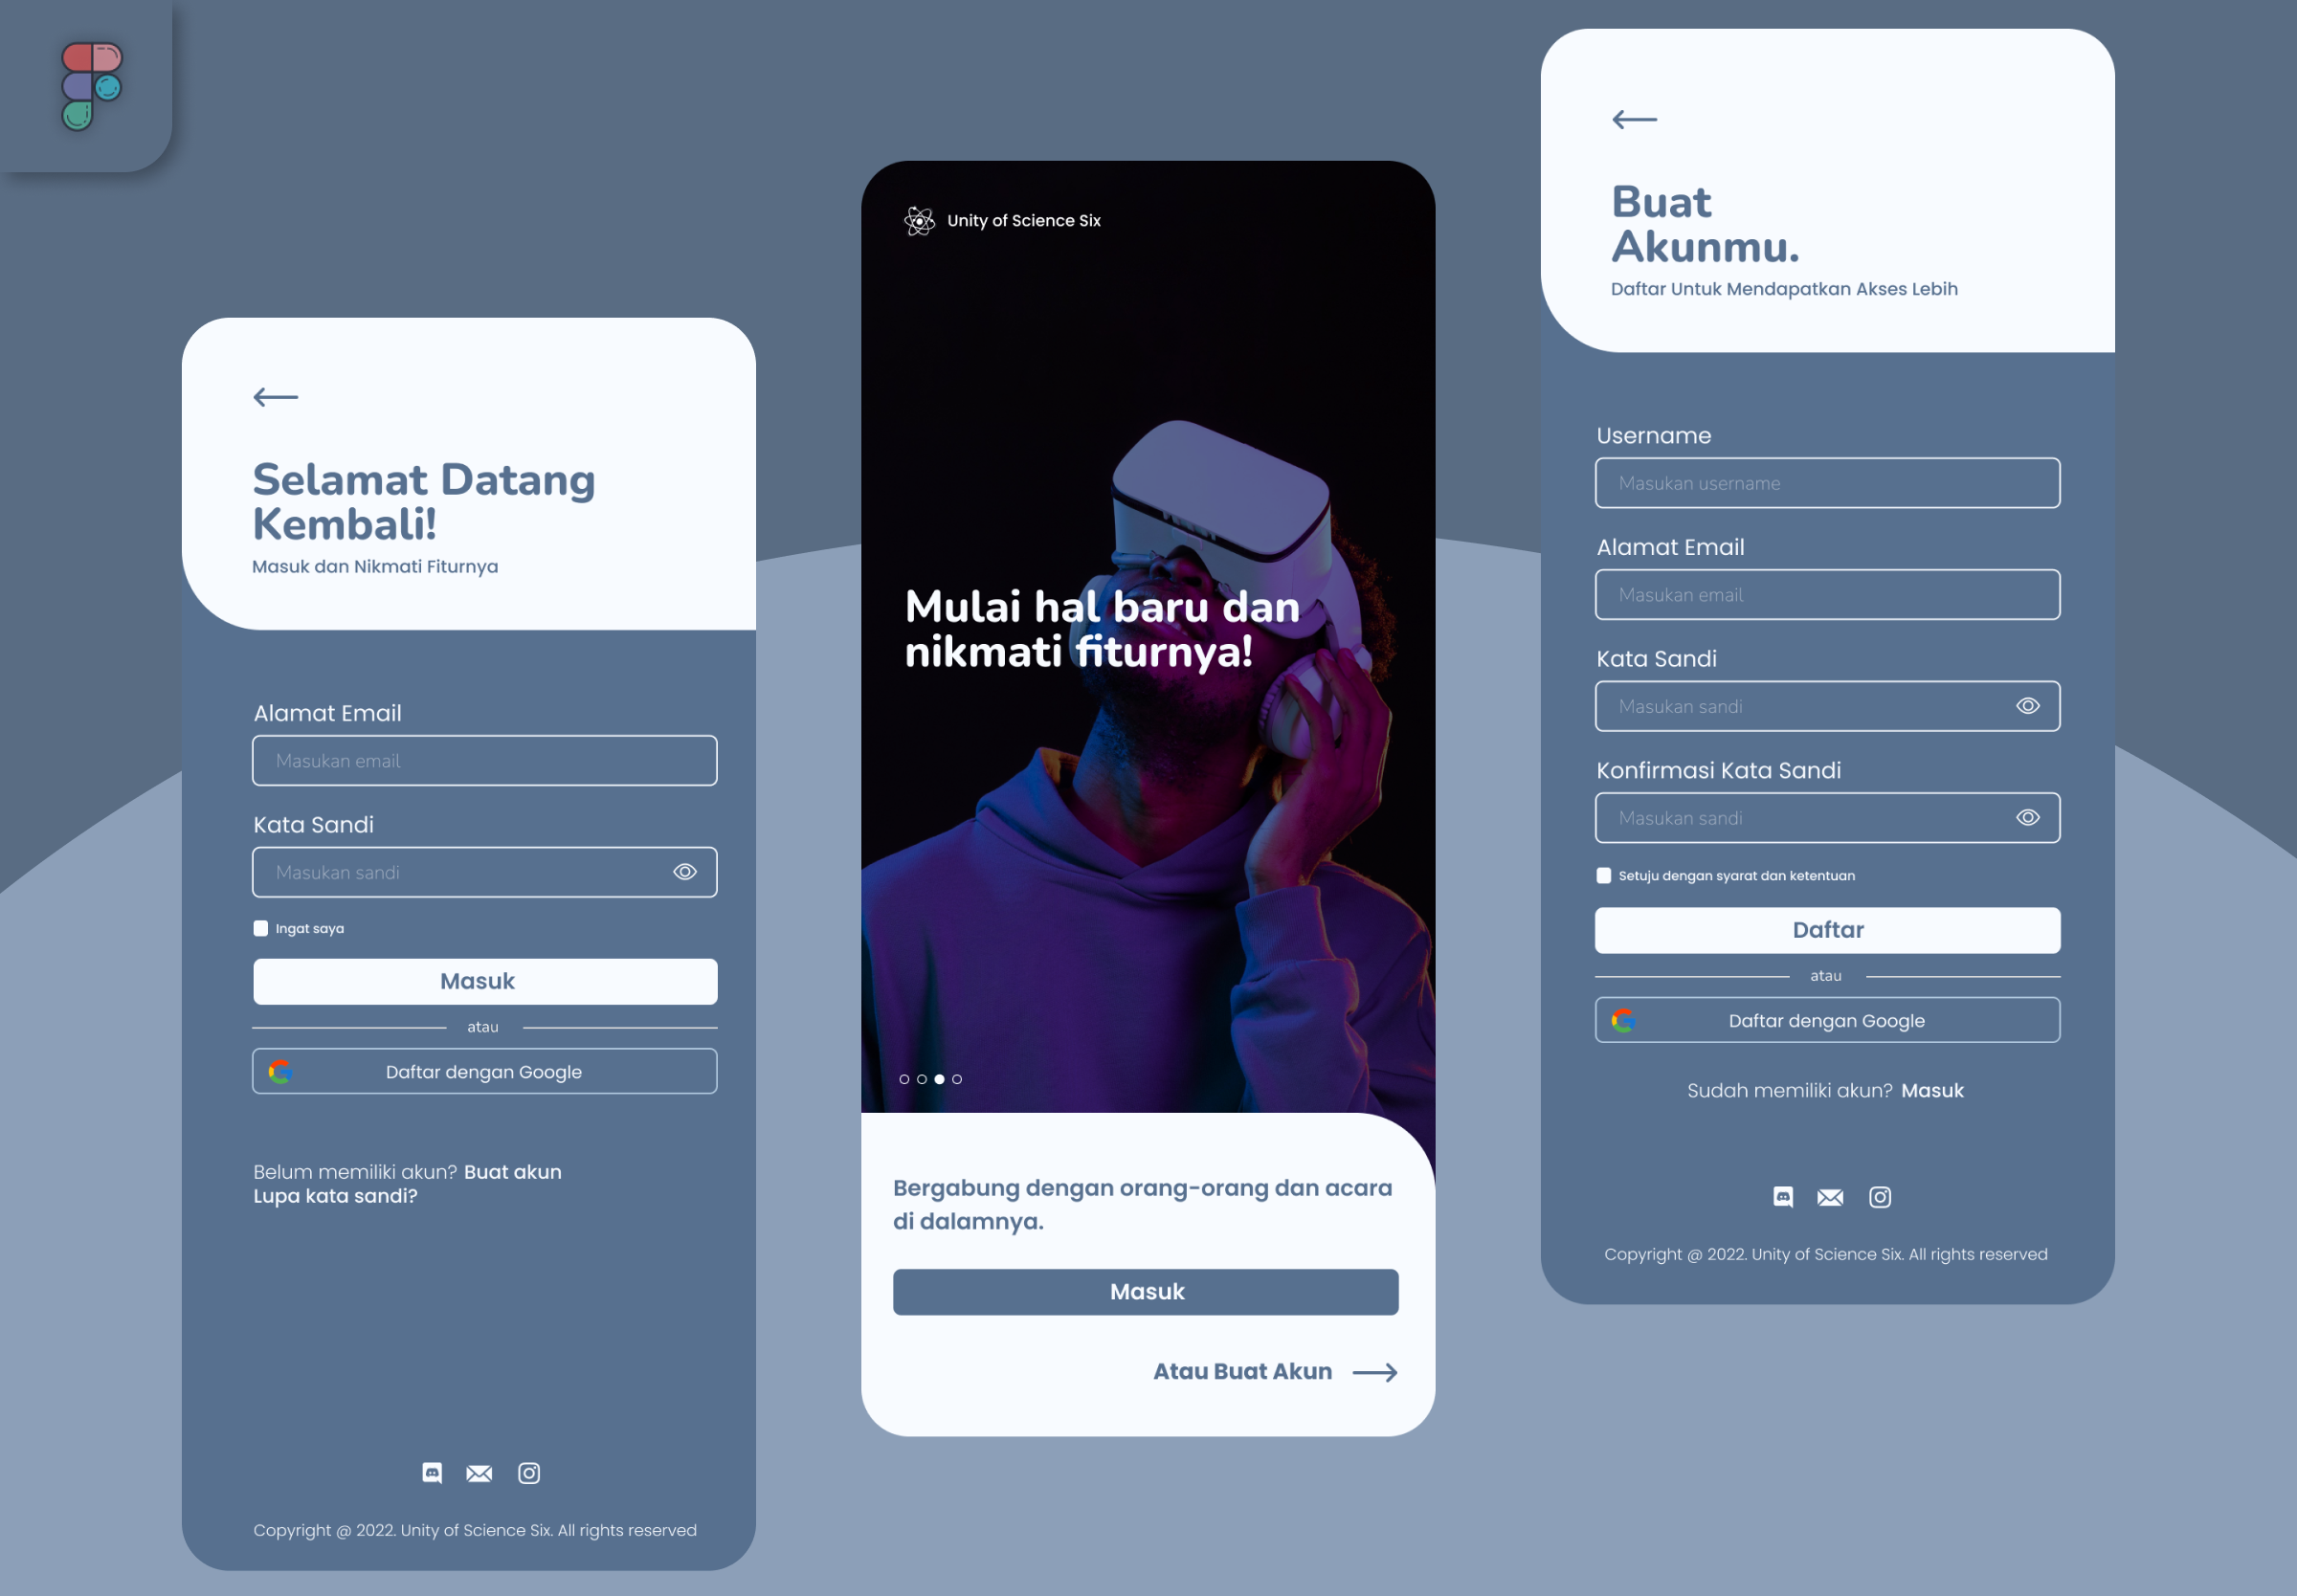 Selamat Datang
Kembali!
Masuk dan Nikmati Fiturnya
Alamat Email
Masukan email
Kata Sandi
Masukan sandi
Ingat saya
Masuk
atau
Daftar dengan Google
Belum memiliki akun? Buat akun
Lupa kata sandi?
Copyright @ 2022. Unity of Science Six. All rights reserved
Unity of Science Six
Mulai hal baru dan
nikmati fiturnya!
Bergabung dengan orang-orang dan acara
di dalamnya.
Masuk
Atau Buat Akun
Buat
Akunmu.
Daftar Untuk Mendapatkan Akses Lebih
Username
Masukan username
Alamat Email
Masukan email
Kata Sandi
Masukan sandi
Konfirmasi Kata Sandi
Masukan sandi
Setuju dengan syarat dan ketentuan
Daftar
atau
Daftar dengan Google
Sudah memiliki akun? Masuk
Copyright @ 2022. Unity of Science Six. All rights reserved